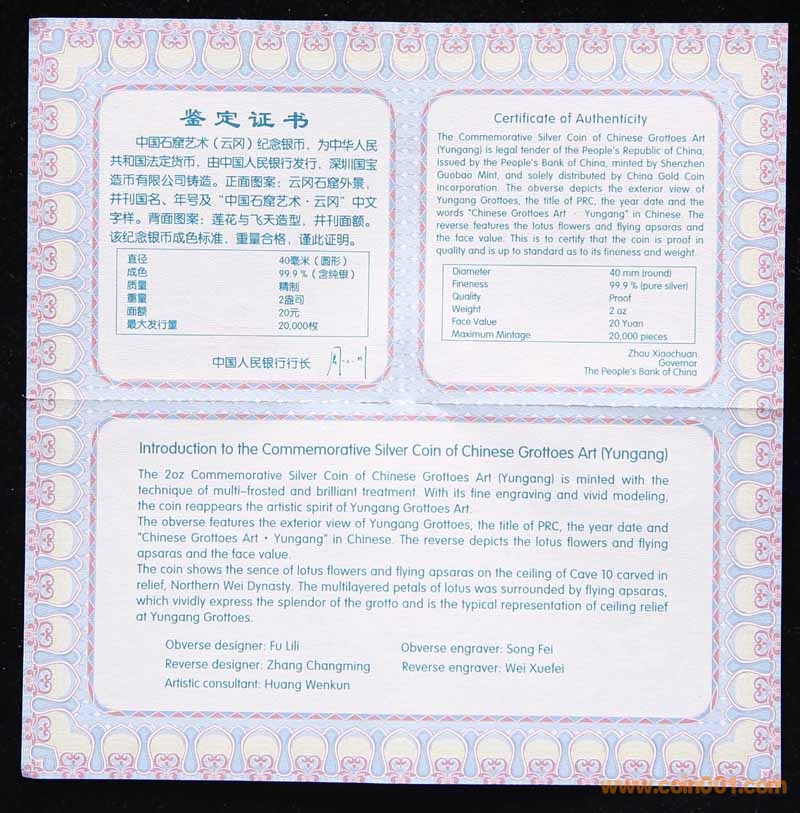 鉴定证书
中国石窟艺术（云冈）纪念银币，为中华人民
共和国法定货币，由中国人民银行发行，深圳国宝
造币有限公司铸造。正面图案：云冈石窟外景，
并刊国名、年号及“中国石窟艺术·云冈”中文
字样。背面图案：莲花与飞天造型，并刊面额。
该纪念银币成色标准，重量合格，谨此证明。
直径 40毫米（圆形）
成色 99.9％（含纯银）
质量 精制
重量 2盎司
面额 20元
最大发行量 20,000枚
中国人民银行行长
Certificate of Authenticity
The Commemorative Silver Coin of Chinese Grottoes Art
(Yungang) is legal tender of the People's Republic of China,
issued by the People's Bank of China, minted by Shenzhen
Guobao Mint, and solely distributed by China Gold Coin
Incorporation. The obverse depicts the exterior view of
Yungang Grottoes, the title of PRC, the year date and the
words "Chinese Grottoes Art · Yungang" in Chinese. The
reverse features the lotus flowers and flying apsaras and
the face value. This is to certify that the coin is proof in
quality and is up to standard as to its fineness and weight.
Diameter 40 mm (round)
Fineness 99.9 % (pure silver)
Quality Proof
Weight 2 oz
Face Value 20 Yuan
Maximum Mintage 20,000 pieces
Zhou Xiaochuan
Governor
The People's Bank of China
Introduction to the Commemorative Silver Coin of Chinese Grottoes Art (Yungang)
The 2oz Commemorative Silver Coin of Chinese Grottoes Art (Yungang) is minted with the
technique of multi-frosted and brilliant treatment. With its fine engraving and vivid modeling,
the coin reappears the artistic spirit of Yungang Grottoes Art.
The obverse features the exterior view of Yungang Grottoes, the title of PRC, the year date and
"Chinese Grottoes Art · Yungang" in Chinese. The reverse depicts the lotus flowers and flying
apsaras and the face value.
The coin shows the sence of lotus flowers and flying apsaras on the ceiling of Cave 10 carved in
relief, Northern Wei Dynasty. The multilayered petals of lotus was surrounded by flying apsaras,
which vividly express the splendor of the grotto and is the typical representation of ceiling relief
at Yungang Grottoes.
Obverse designer: Fu Lili Obverse engraver: Song Fei
Reverse designer: Zhang Changming Reverse engraver: Wei Xuefei
Artistic consultant: Huang Wenkun
www.coin001.com